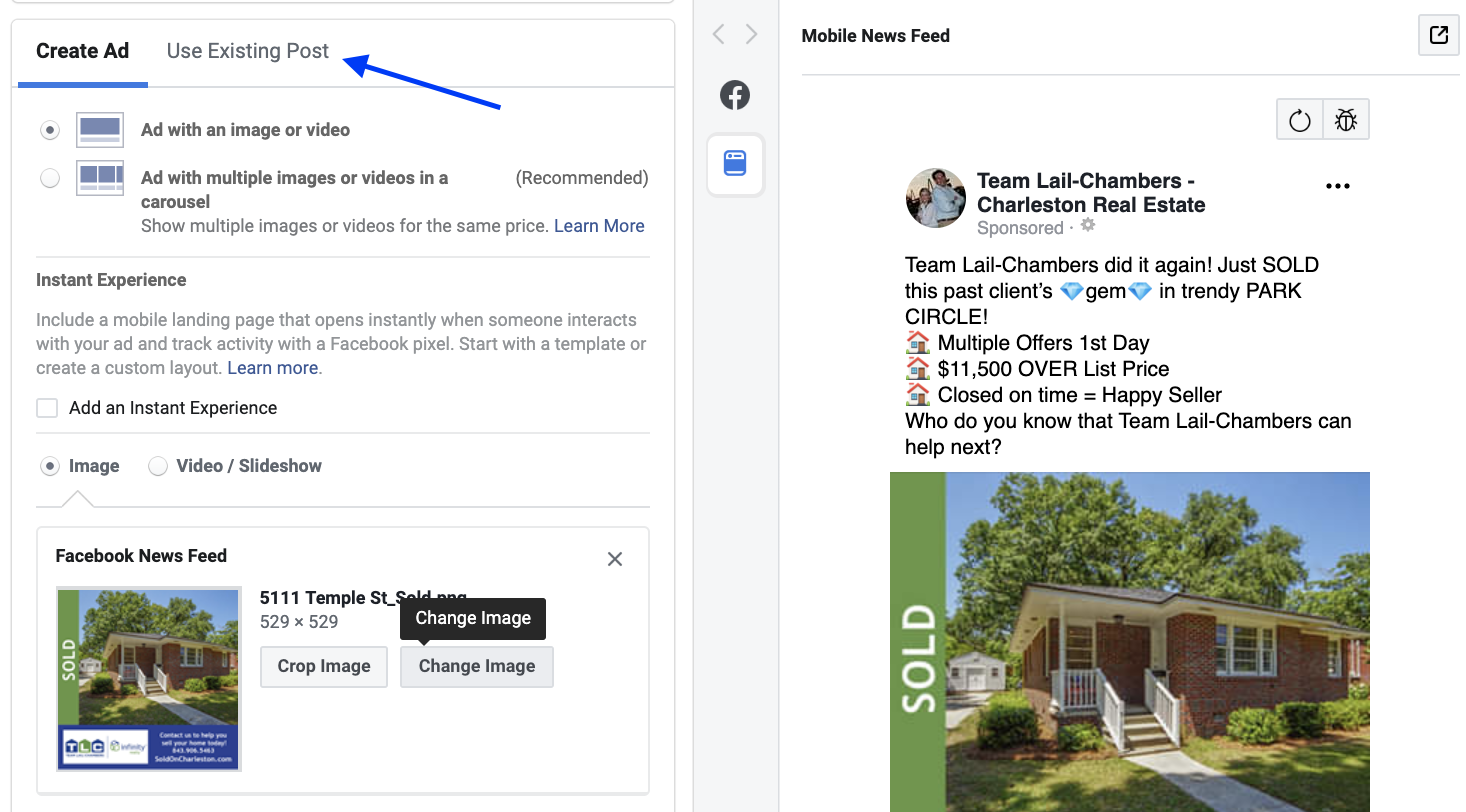 Create Ad
Use Existing Post
Ad with an image or video
Ad with multiple images or videos in a
carousel
(Recommended)
Show multiple images or videos for the same price. Learn More
Instant Experience
Include a mobile landing page that opens instantly when someone interacts
with your ad and track activity with a Facebook pixel. Start with a template or
create a custom layout. Learn more.
Add an Instant Experience
Image
Video / Slideshow
Facebook News Feed
5111 Temple St_Sold.png
529 × 529
Change Image
Crop Image
Change Image
SOLD
TLC
TEAM LAIL-CHAMBERS
infinity
Contact us to help you
sell your home today!
843.906.5463
SoldOnCharleston.com
Mobile News Feed
Team Lail-Chambers -
Charleston Real Estate
Sponsored ·
Team Lail-Chambers did it again! Just SOLD
this past client’s 💎gem💎 in trendy PARK
CIRCLE!
🏠 Multiple Offers 1st Day
🏠 $11,500 OVER List Price
🏠 Closed on time = Happy Seller
Who do you know that Team Lail-Chambers can
help next?
SOLD